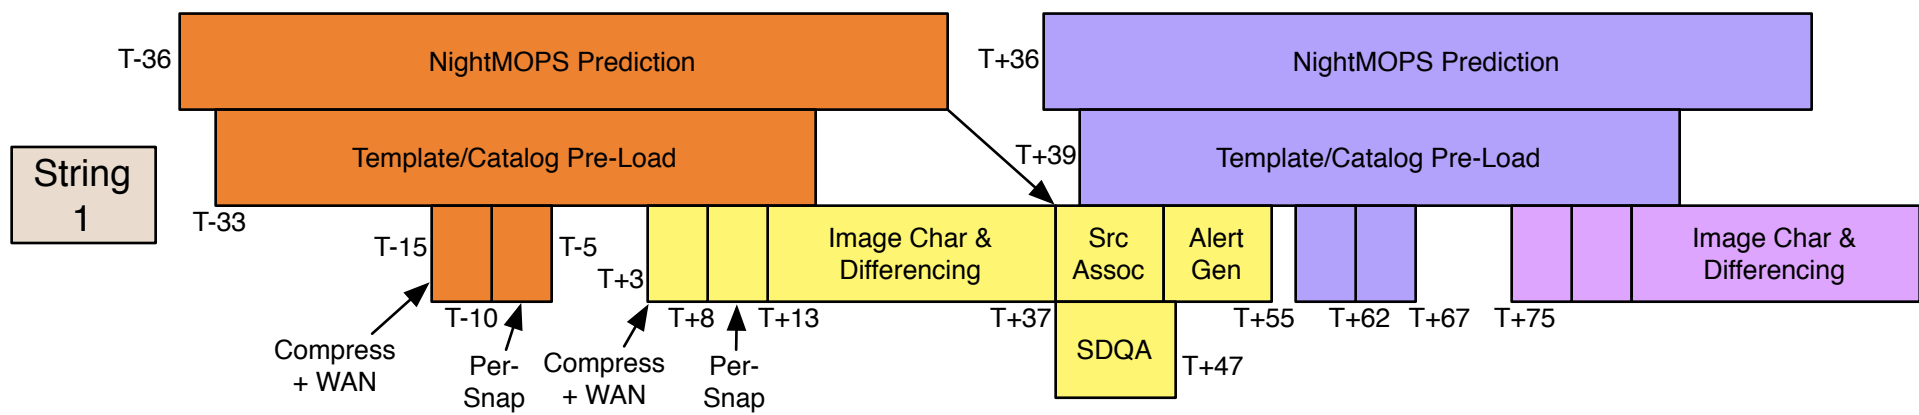 T-36
NightMOPS Prediction
T+36
NightMOPS Prediction
String
1
Template/Catalog Pre-Load
T+39
Template/Catalog Pre-Load
T-33
T-15
T-5
T+3
Image Char &
Differencing
Src
Assoc
Alert
Gen
Image Char &
Differencing
T-10
T+8
T+13
T+37
T+55
T+62
T+67
T+75
Compress
+ WAN
Per-
Snap
Compress
+ WAN
Per-
Snap
SDQA
T+47